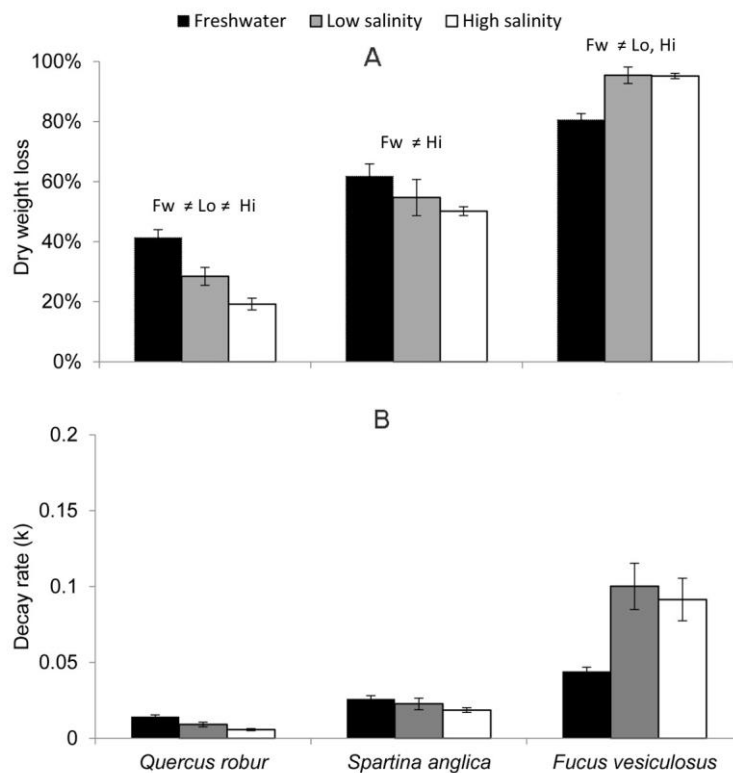 Freshwater Low salinity High salinity
A
Fw ≠ Lo, Hi
Fw ≠ Hi
Fw ≠ Lo ≠ Hi
100%
80%
60%
40%
20%
0%
Dry weight loss
B
0.2
0.15
0.1
0.05
0
Decay rate (k)
Quercus robur Spartina anglica Fucus vesiculosus